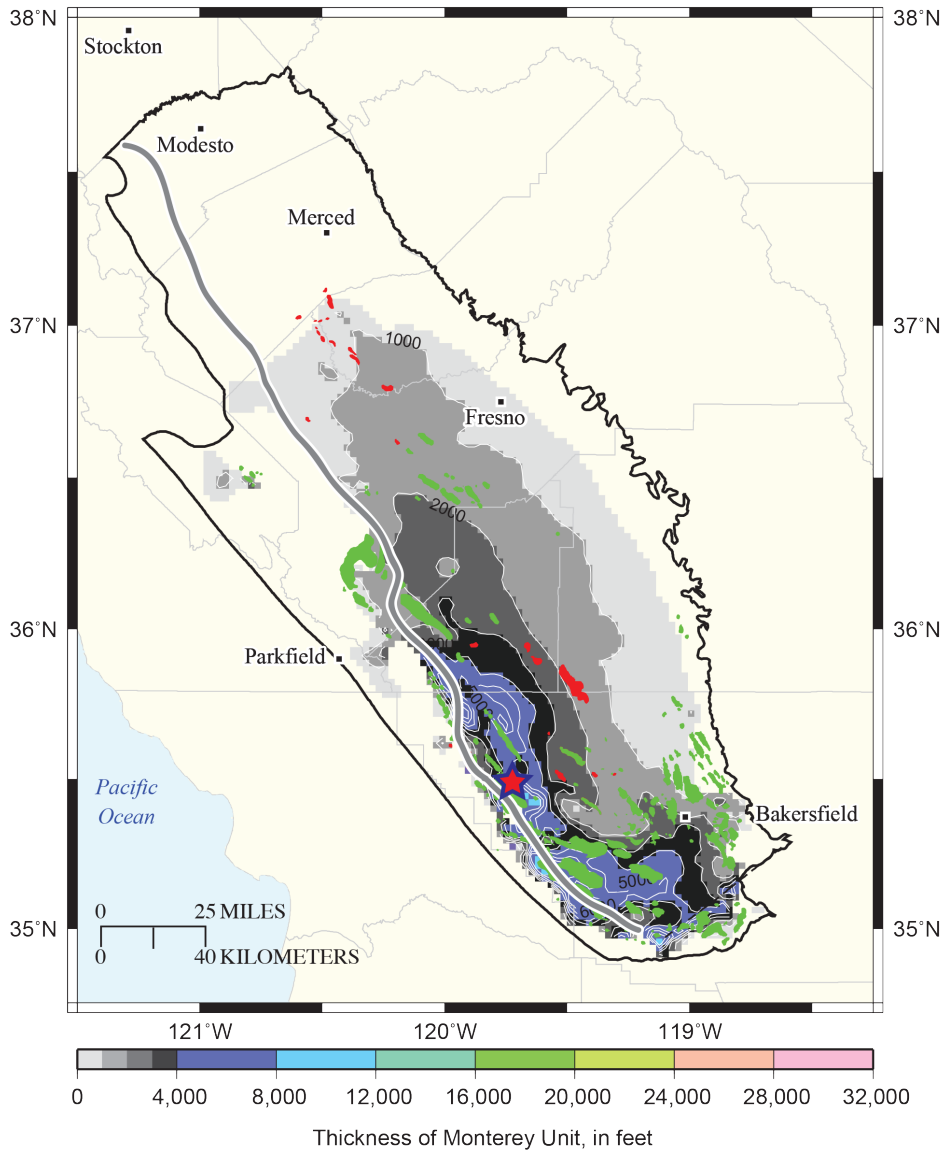 38°N
38°N
Stockton
Modesto
Merced
37°N
37°N
1000
Fresno
2000
36°N
36°N
Parkfield
5000
Pacific
Ocean
Bakersfield
5000
0 25 MILES
35°N
35°N
0 40 KILOMETERS
121°W 120°W 119°W
0 4,000 8,000 12,000 16,000 20,000 24,000 28,000 32,000
Thickness of Monterey Unit, in feet